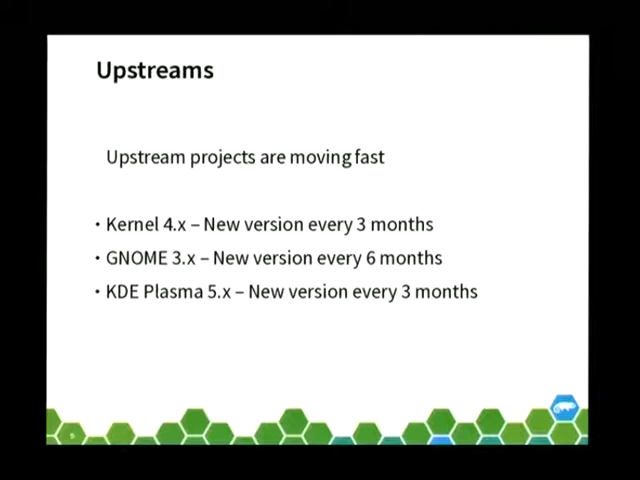 Upstreams
Upstream projects are moving fast
• Kernel 4.x – New version every 3 months
• GNOME 3.x – New version every 6 months
• KDE Plasma 5.x – New version every 3 months